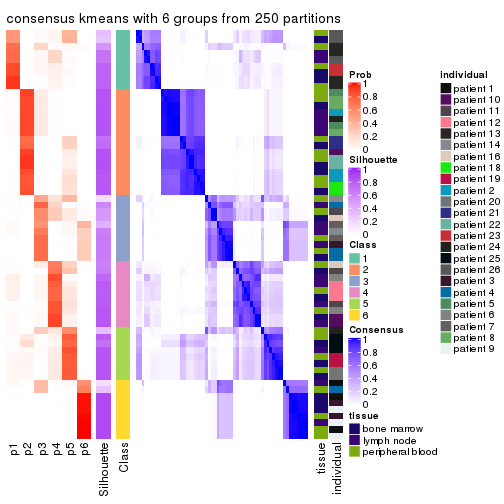 consensus kmeans with 6 groups from 250 partitions
p1
p2
p3
p4
p5
p6
Silhouette
Class
tissue
individual
Prob
1
0.8
0.6
0.4
0.2
0
Silhouette
1
0.8
0.6
0.4
0.2
0
Class
1
2
3
4
5
6
Consensus
1
0.8
0.6
0.4
0.2
0
tissue
bone marrow
lymph node
peripheral blood
individual
patient 1
patient 10
patient 11
patient 12
patient 13
patient 14
patient 16
patient 18
patient 19
patient 2
patient 20
patient 21
patient 22
patient 23
patient 24
patient 25
patient 26
patient 3
patient 4
patient 5
patient 6
patient 7
patient 8
patient 9